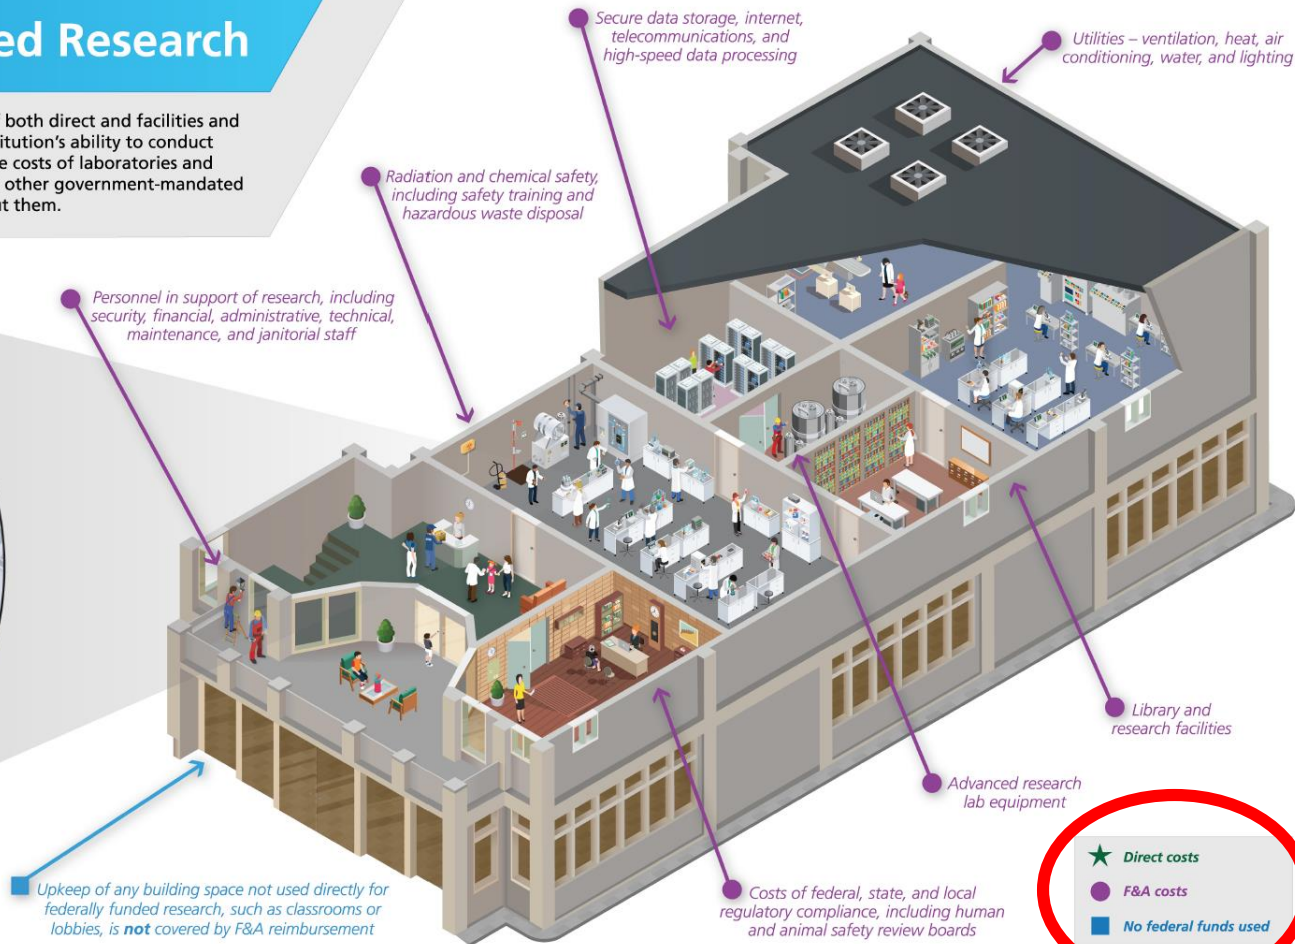 ed Research
both direct and facilities and
titution's ability to conduct
e costs of laboratories and
other government-mandated
ut them.
Secure data storage, internet,
telecommunications, and
high-speed data processing
Utilities – ventilation, heat, air
conditioning, water, and lighting
Radiation and chemical safety,
including safety training and
hazardous waste disposal
Personnel in support of research, including
security, financial, administrative, technical,
maintenance, and janitorial staff
Library and
research facilities
Advanced research
lab equipment
Upkeep of any building space not used directly for
federally funded research, such as classrooms or
lobbies, is not covered by F&A reimbursement
Costs of federal, state, and local
regulatory compliance, including human
and animal safety review boards
Direct costs
F&A costs
No federal funds used